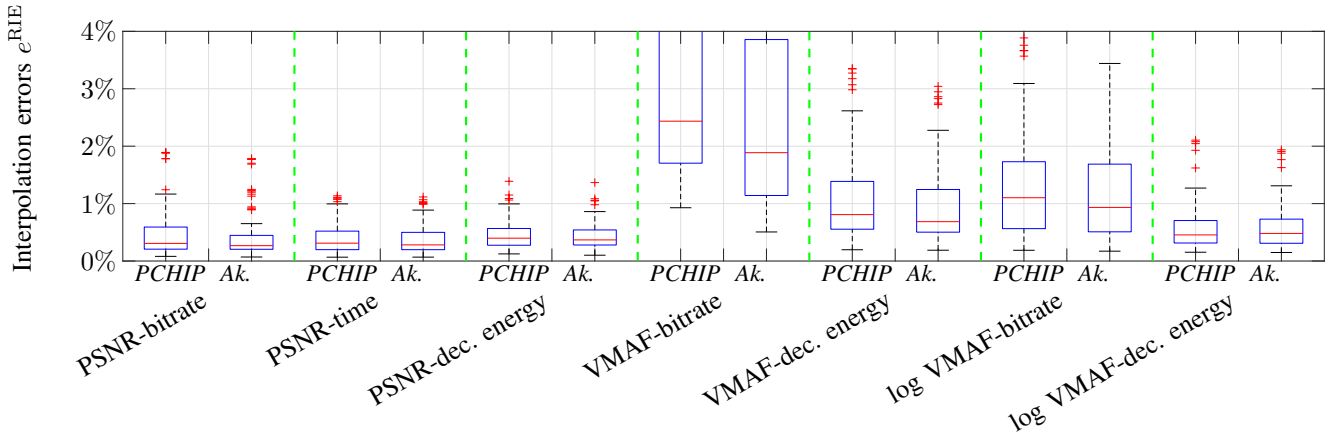 Interpolation errors e^RIE
4%
3%
2%
1%
0%
PCHIP Ak. PCHIP Ak. PCHIP Ak. PCHIP Ak. PCHIP Ak. PCHIP Ak. PCHIP Ak.
PSNR-bitrate
PSNR-time
PSNR-dec. energy
VMAF-bitrate
VMAF-dec. energy
log VMAF-bitrate
log VMAF-dec. energy